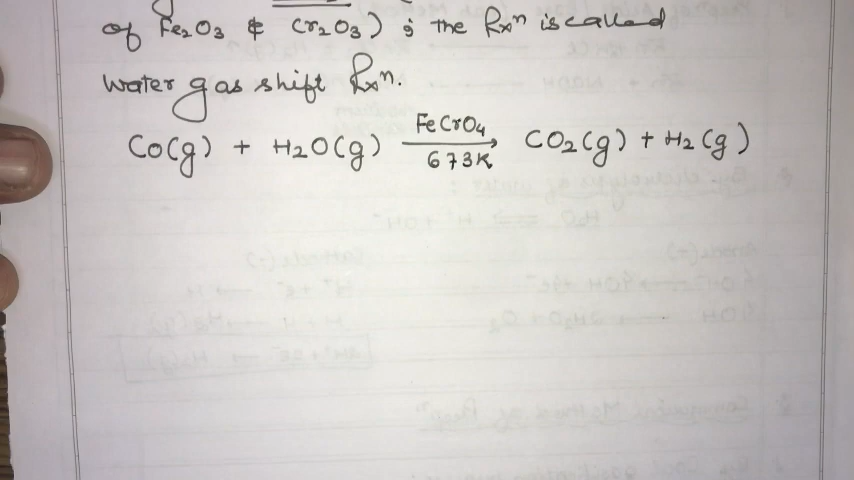 of Fe2O3 & Cr2O3) ; the Rxⁿ is called
water gas shift Rxⁿ.
CO(g) + H2O(g) FeCrO4 673K CO2(g) + H2(g)